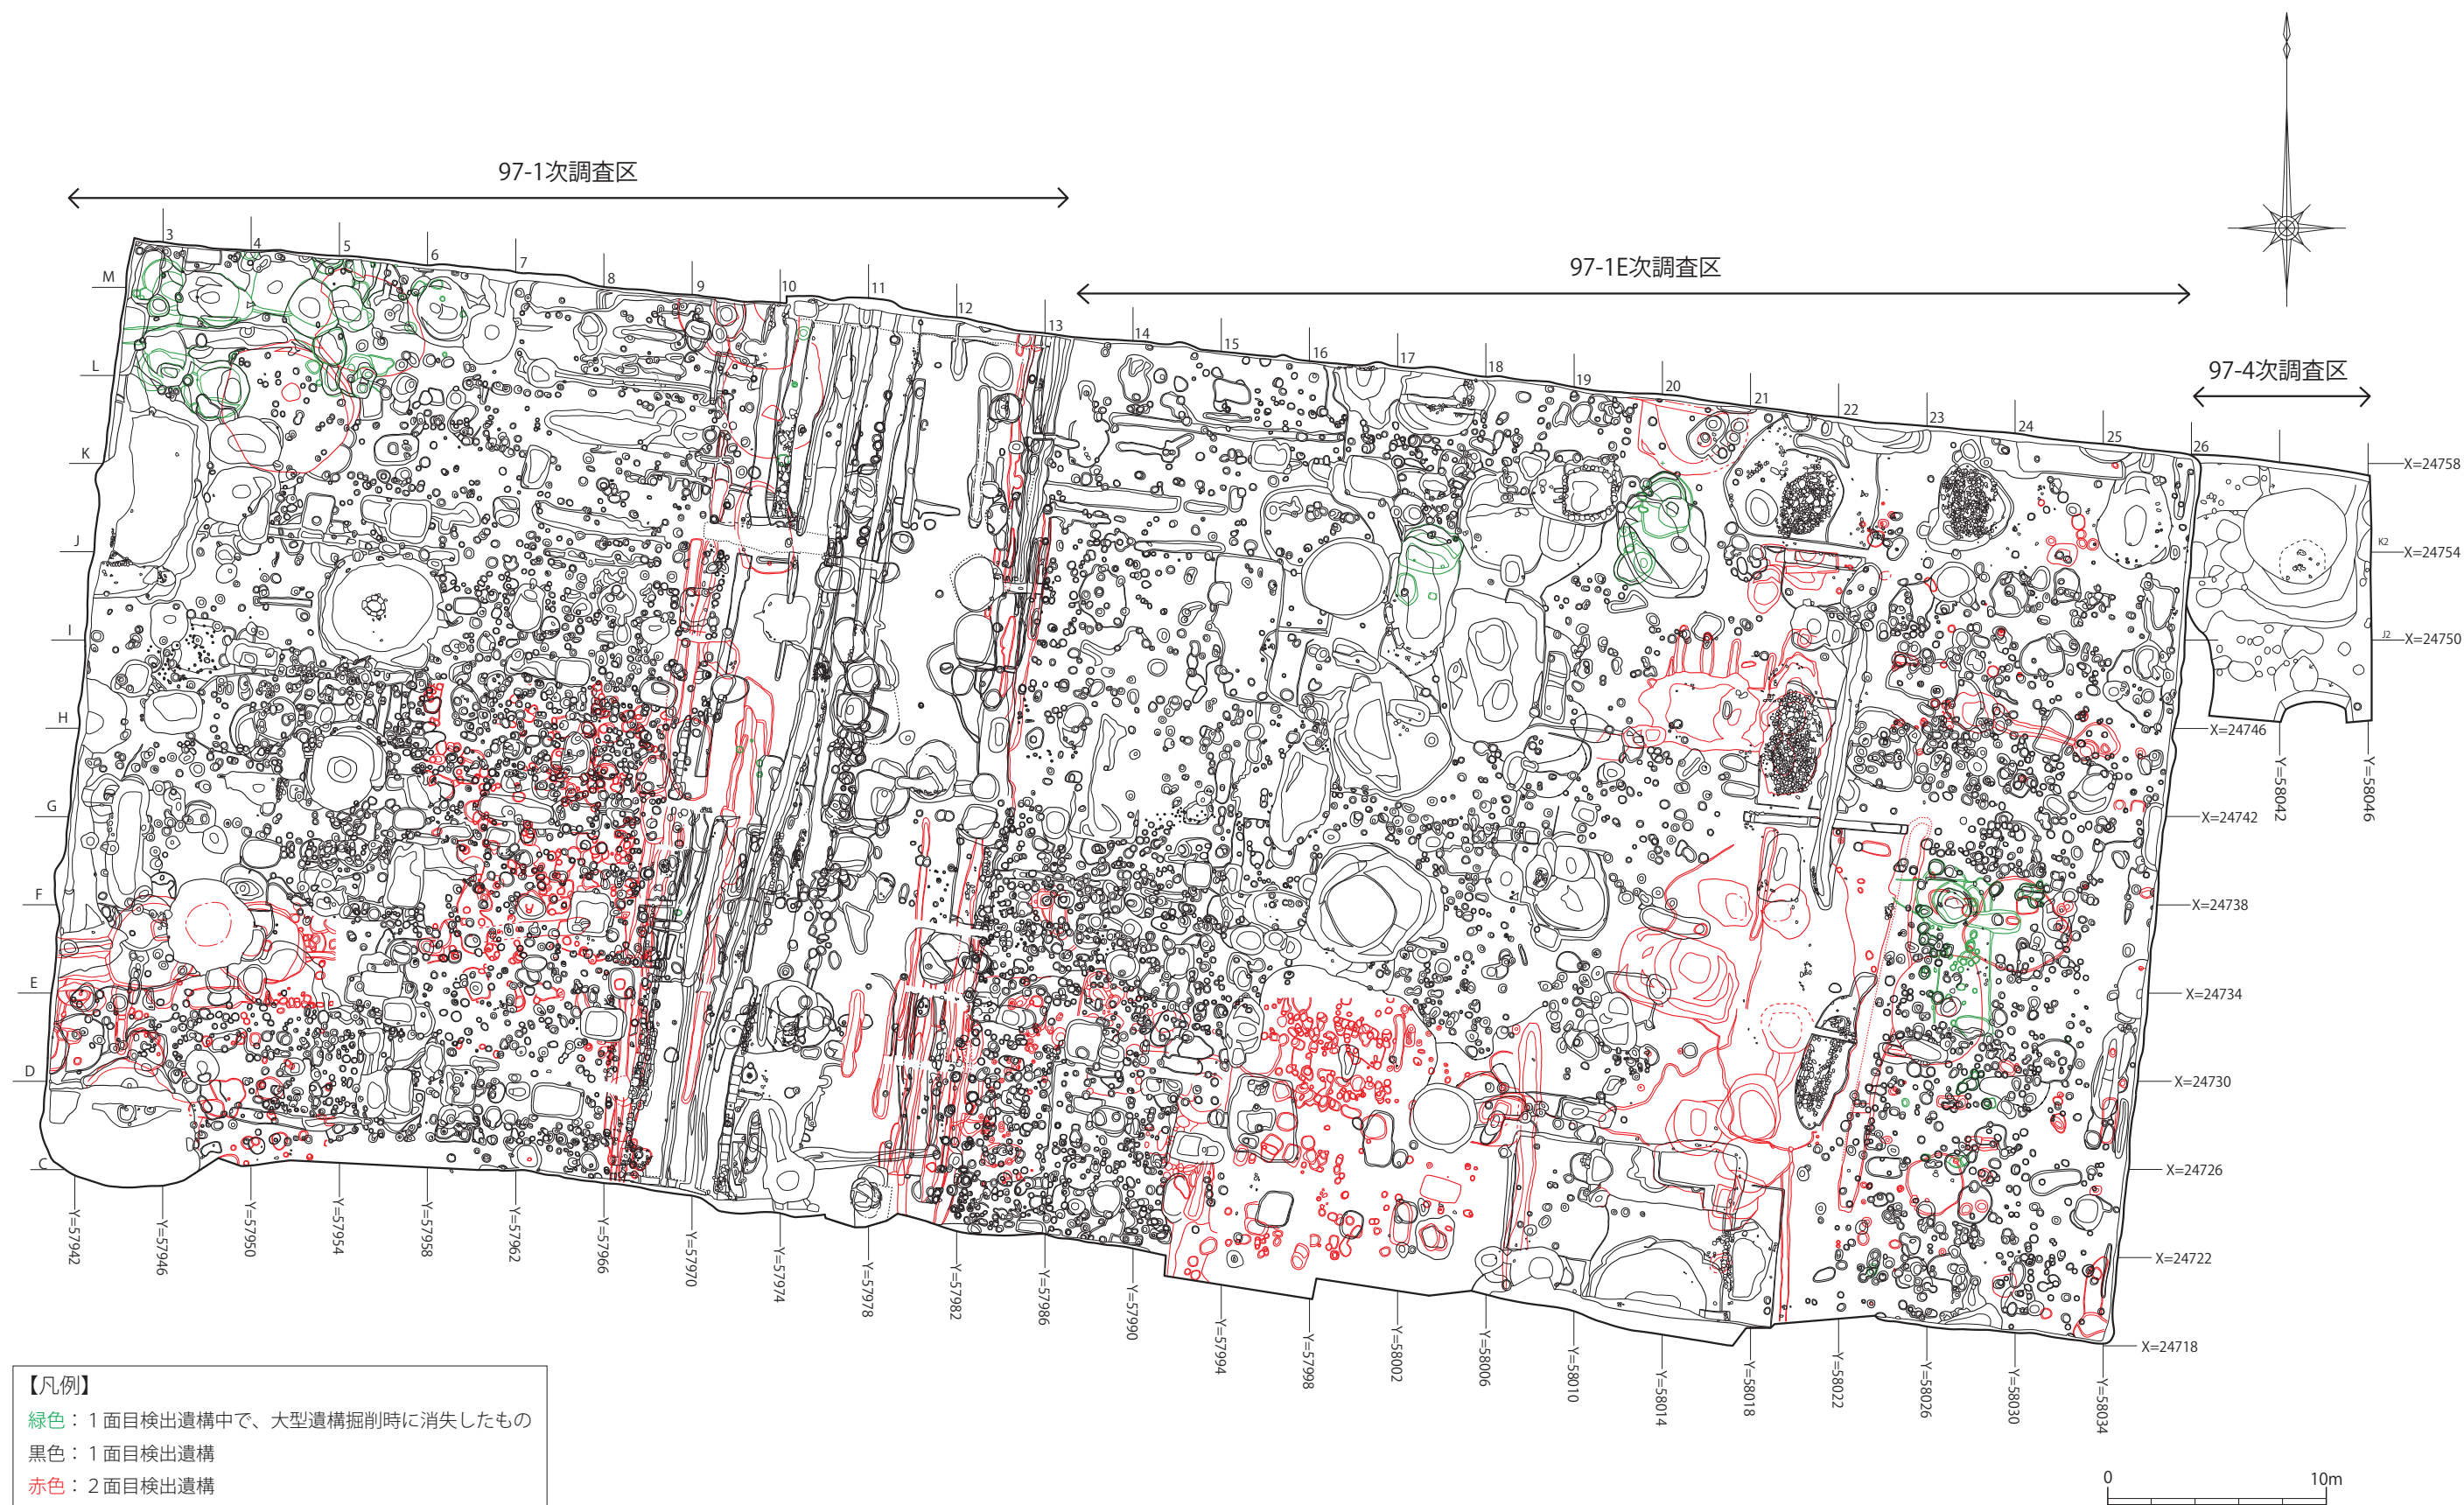 97-1次調査区
97-1E次調査区
97-4次調査区
3
4
5
6
7
8
9
10
11
12
13
14
15
16
17
18
19
20
21
22
23
24
25
26
M
L
K
J
I
H
G
F
E
D
C
X=24758
K2
X=24754
J2
X=24750
X=24746
X=24742
X=24738
X=24734
X=24730
X=24726
X=24722
X=24718
Y=57942
Y=57946
Y=57950
Y=57954
Y=57958
Y=57962
Y=57966
Y=57970
Y=57974
Y=57978
Y=57982
Y=57986
Y=57990
Y=57994
Y=57998
Y=58002
Y=58006
Y=58010
Y=58014
Y=58018
Y=58022
Y=58026
Y=58030
Y=58034
Y=58042
Y=58046
【凡例】
緑色：１面目検出遺構中で、大型遺構掘削時に消失したもの
黒色：１面目検出遺構
赤色：２面目検出遺構
0 10m